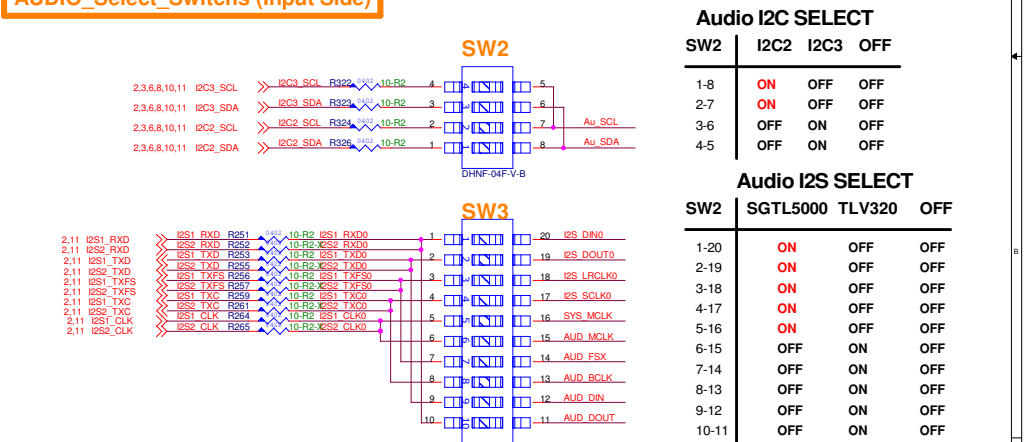 AUDIO_Select_Switchs (Input Side)
SW2
2,3,6,8,10,11 I2C3_SCL I2C3_SCL R322 0402 10-R2 4 5
2,3,6,8,10,11 I2C3_SDA I2C3_SDA R323 0402 10-R2 3 6
2,3,6,8,10,11 I2C2_SCL I2C2_SCL R324 0402 10-R2 2 7 Au_SCL
2,3,6,8,10,11 I2C2_SDA I2C2_SDA R326 0402 10-R2 1 8 Au_SDA
DHNF-04F-V-B
SW3
2,11 I2S1_RXD I2S1_RXD R251 0402 10-R2 I2S1_RXD0 1 20 I2S_DIN0
2,11 I2S2_RXD I2S2_RXD R252 10-R2-X I2S2_RXD0
2,11 I2S1_TXD I2S1_TXD R253 10-R2 I2S1_TXD0 2 19 I2S_DOUT0
2,11 I2S2_TXD I2S2_TXD R255 10-R2-X I2S2_TXD0
2,11 I2S1_TXFS I2S1_TXFS R256 10-R2 I2S1_TXFS0 3 18 I2S_LRCLK0
2,11 I2S2_TXFS I2S2_TXFS R257 10-R2-X I2S2_TXFS0
2,11 I2S1_TXC I2S1_TXC R259 10-R2 I2S1_TXC0 4 17 I2S_SCLK0
2,11 I2S2_TXC I2S2_TXC R261 10-R2-X I2S2_TXC0
2,11 I2S1_CLK I2S1_CLK R264 10-R2 I2S1_CLK0 5 16 SYS_MCLK
2,11 I2S2_CLK I2S2_CLK R265 10-R2-X I2S2_CLK0
6 15 AUD_MCLK
7 14 AUD_FSX
8 13 AUD_BCLK
9 12 AUD_DIN
10 11 AUD_DOUT
Audio I2C SELECT
SW2 I2C2 I2C3 OFF
1-8 ON OFF OFF
2-7 ON OFF OFF
3-6 OFF ON OFF
4-5 OFF ON OFF
Audio I2S SELECT
SW2 SGTL5000 TLV320 OFF
1-20 ON OFF OFF
2-19 ON OFF OFF
3-18 ON OFF OFF
4-17 ON OFF OFF
5-16 ON OFF OFF
6-15 OFF ON OFF
7-14 OFF ON OFF
8-13 OFF ON OFF
9-12 OFF ON OFF
10-11 OFF ON OFF
B